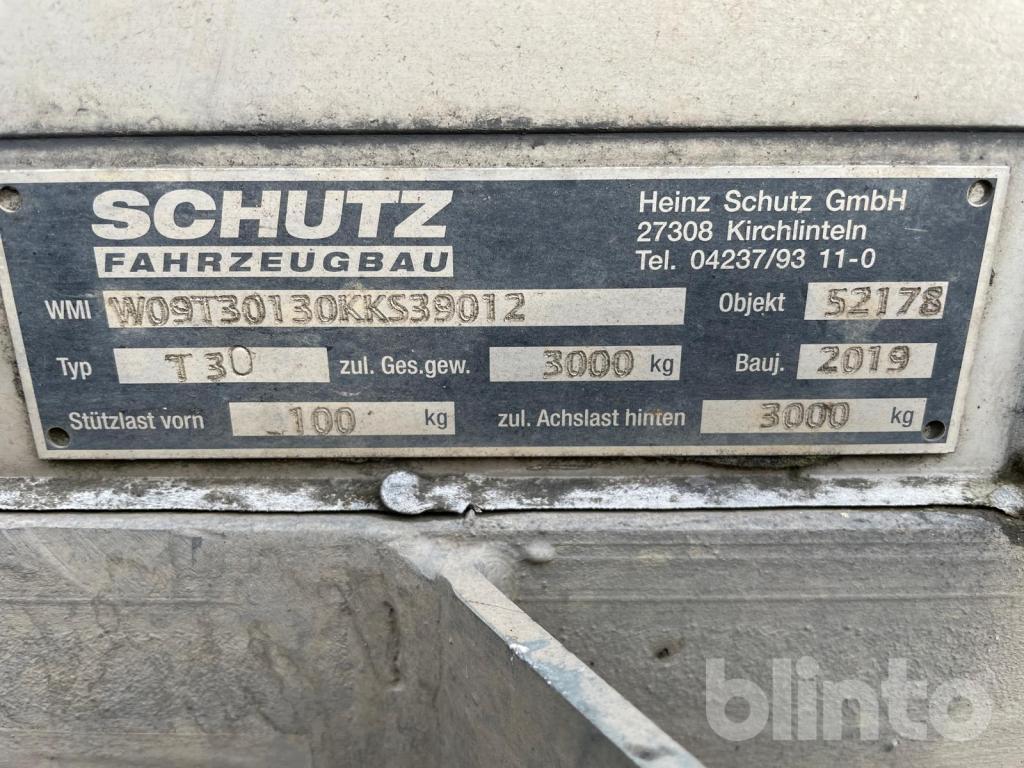 SCHUTZ
FAHRZEUGBAU
Heinz Schutz GmbH
27308 Kirchlinteln
Tel. 04237/93 11-0
WMI W09T30130KKS39012 Objekt 52178
Typ T30 zul. Ges.gew. 3000 kg Bauj. 2019
Stützlast vorn 100 kg zul. Achslast hinten 3000 kg
blinto